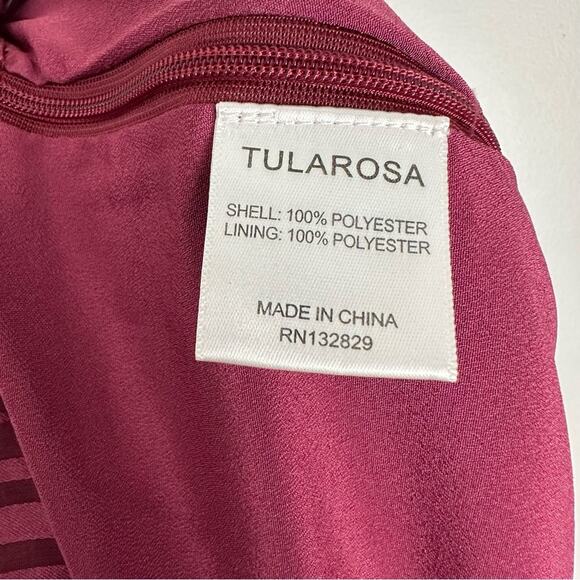 TULAROSA
SHELL: 100% POLYESTER
LINING: 100% POLYESTER
MADE IN CHINA
RN132829